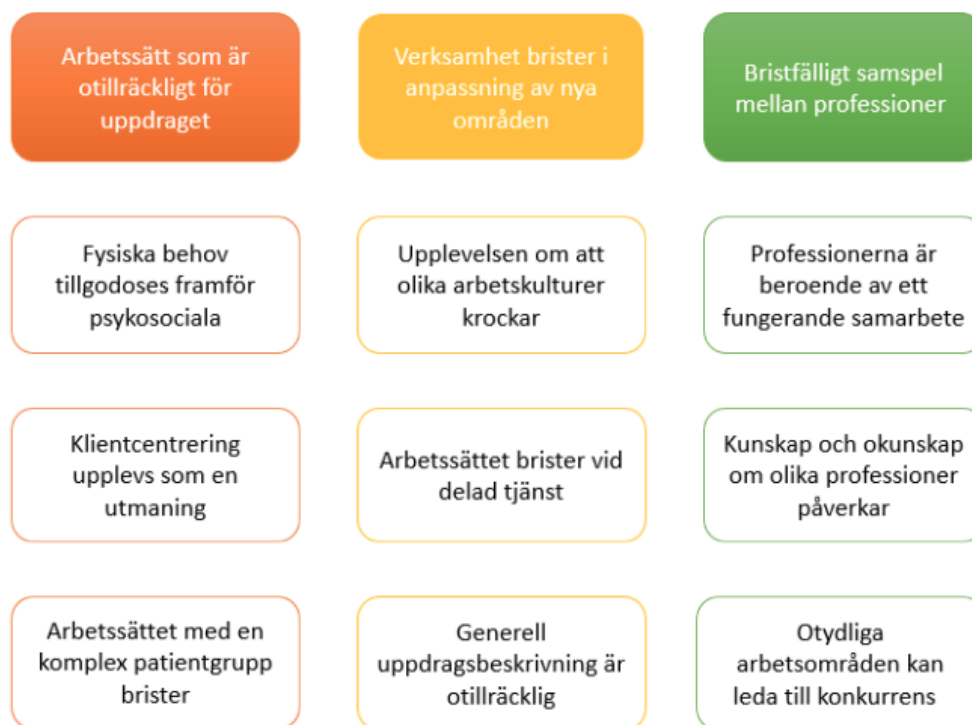 Arbetssätt som är
otillräckligt för
uppdraget
Verksamhet brister i
anpassning av nya
områden
Bristfälligt samspel
mellan professioner
Fysiska behov
tillgodoses framför
psykosociala
Upplevelsen om att
olika arbetskulturer
krockar
Professionerna är
beroende av ett
fungerande samarbete
Klientcentrering
upplevs som en
utmaning
Arbetssättet brister vid
delad tjänst
Kunskap och okunskap
om olika professioner
påverkar
Arbetssättet med en
komplex patientgrupp
brister
Generell
uppdragsbeskrivning är
otillräcklig
Otydliga
arbetsområden kan
leda till konkurrens